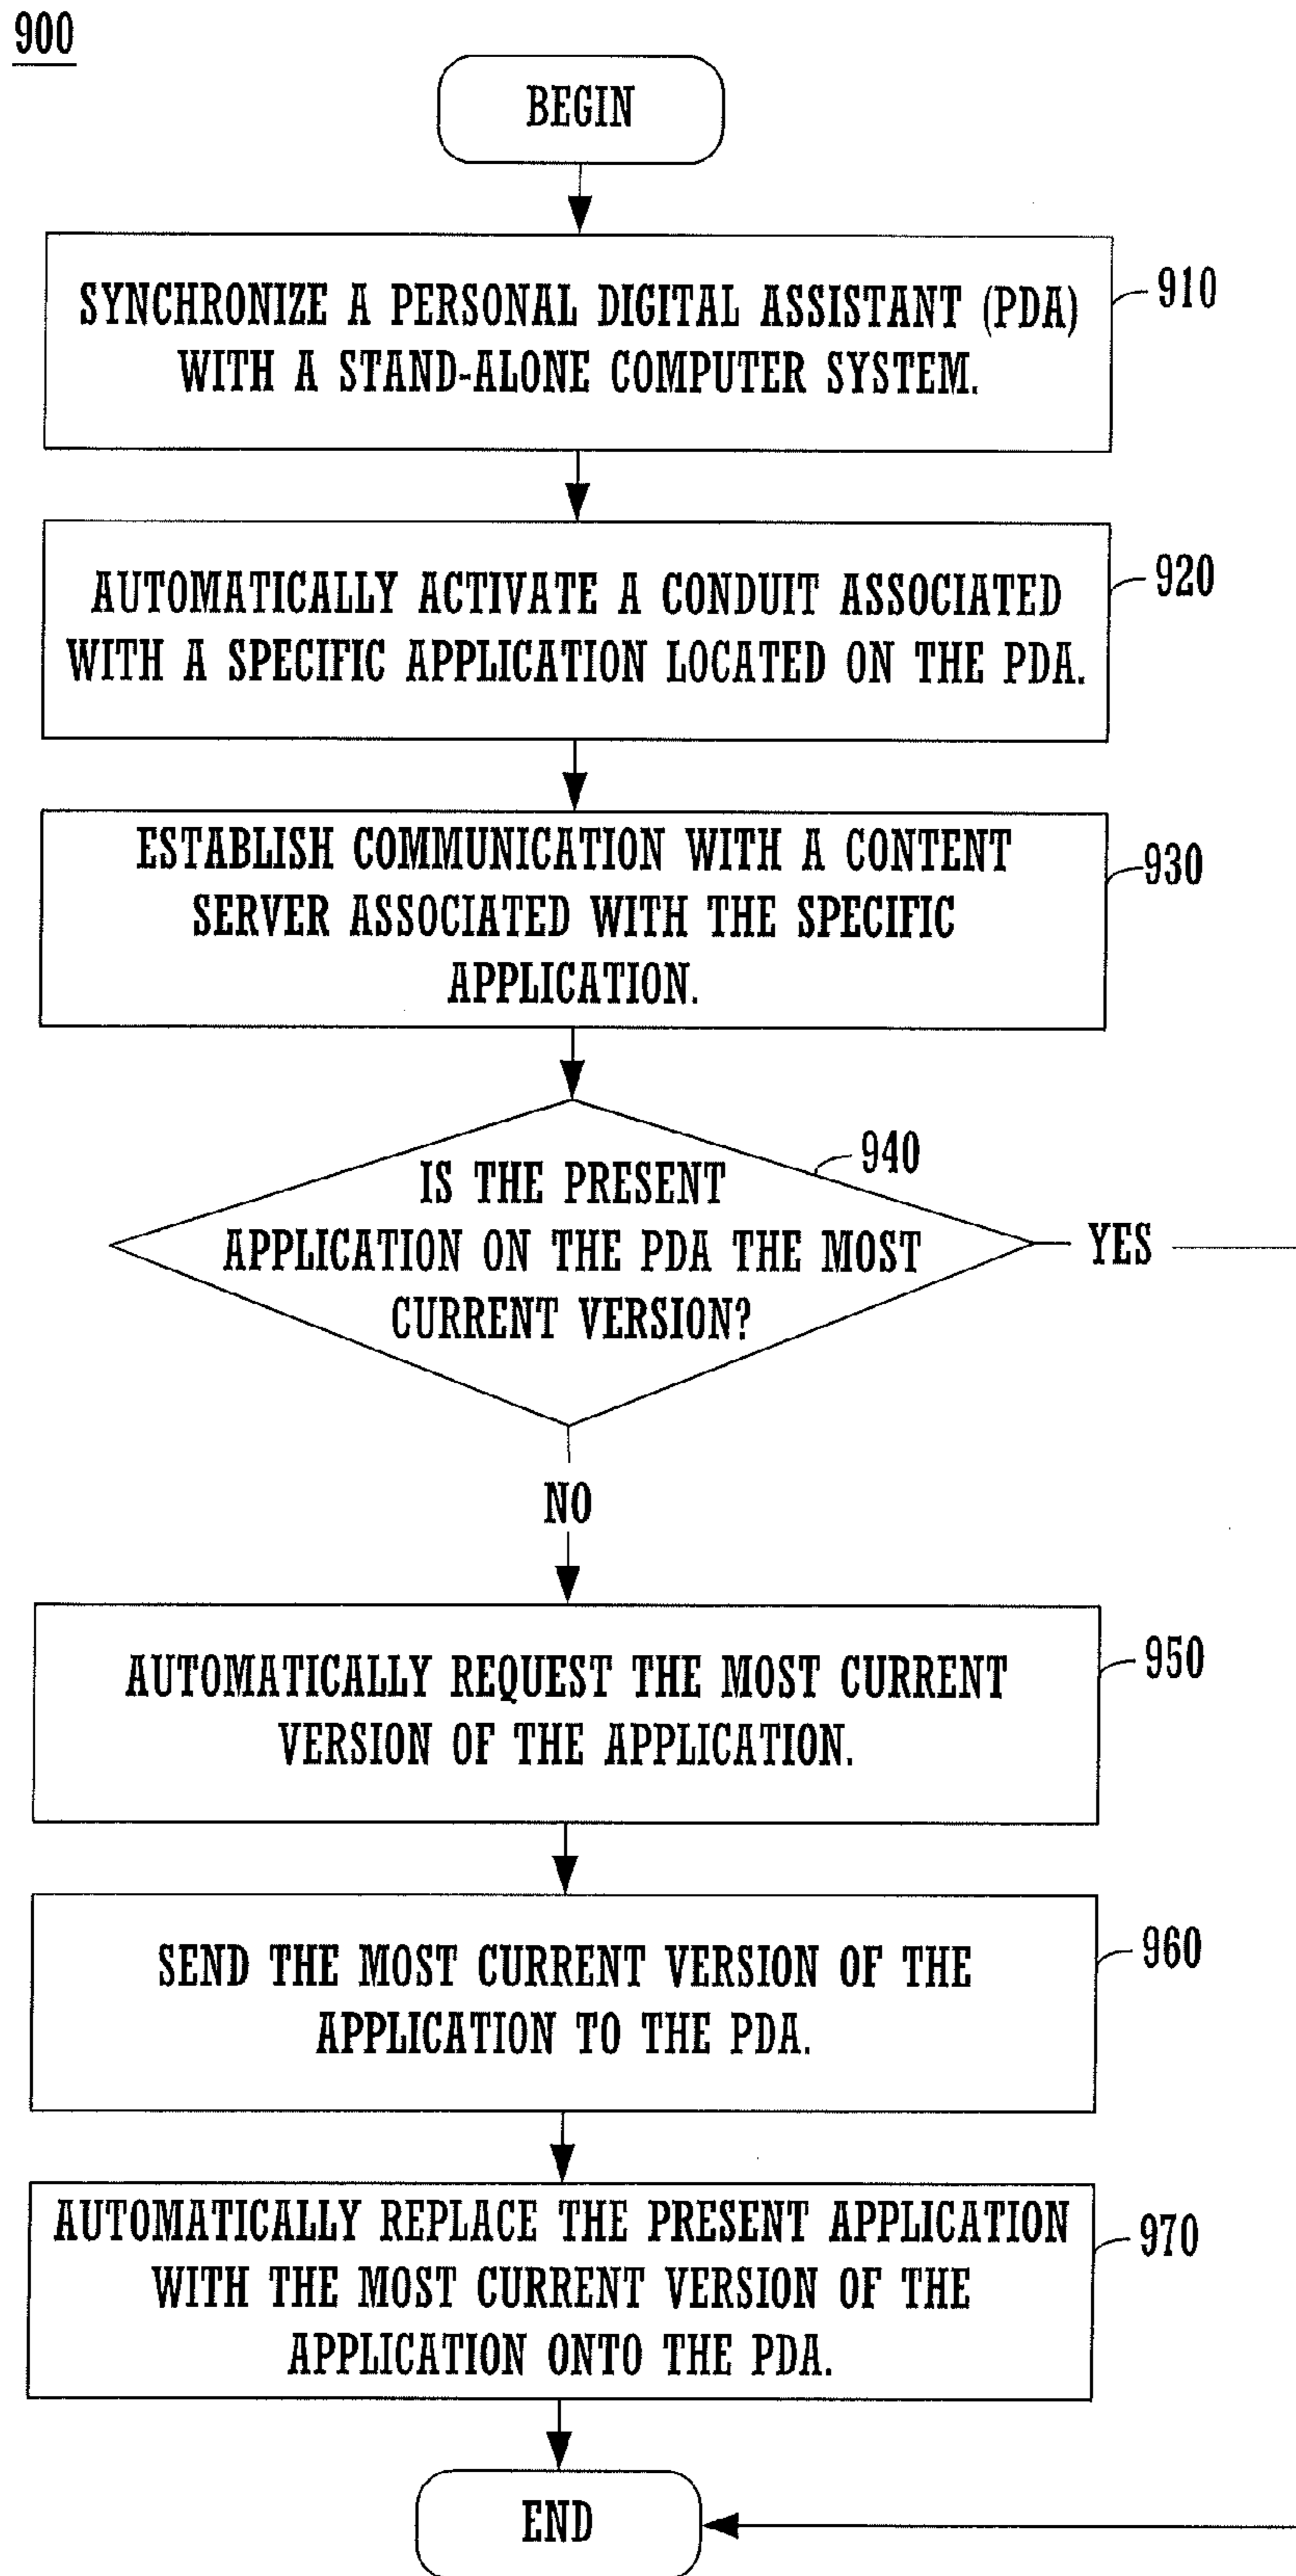 900
BEGIN
SYNCHRONIZE A PERSONAL DIGITAL ASSISTANT (PDA)
WITH A STAND-ALONE COMPUTER SYSTEM.
910
AUTOMATICALLY ACTIVATE A CONDUIT ASSOCIATED
WITH A SPECIFIC APPLICATION LOCATED ON THE PDA.
920
ESTABLISH COMMUNICATION WITH A CONTENT
SERVER ASSOCIATED WITH THE SPECIFIC
APPLICATION.
930
940
IS THE PRESENT
APPLICATION ON THE PDA THE MOST
CURRENT VERSION?
YES
NO
AUTOMATICALLY REQUEST THE MOST CURRENT
VERSION OF THE APPLICATION.
950
SEND THE MOST CURRENT VERSION OF THE
APPLICATION TO THE PDA.
960
AUTOMATICALLY REPLACE THE PRESENT APPLICATION
WITH THE MOST CURRENT VERSION OF THE
APPLICATION ONTO THE PDA.
970
END